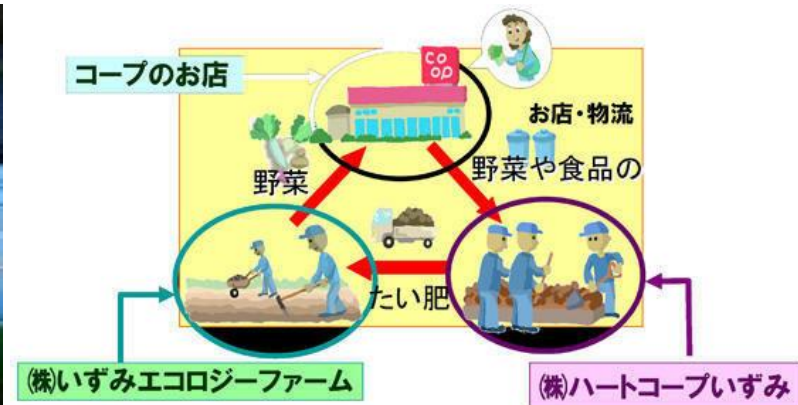 コープのお店
CO
OP
お店・物流
野菜や食品の
野菜
たい肥
㈱いずみエコロジーファーム
㈱ハートコープいずみ